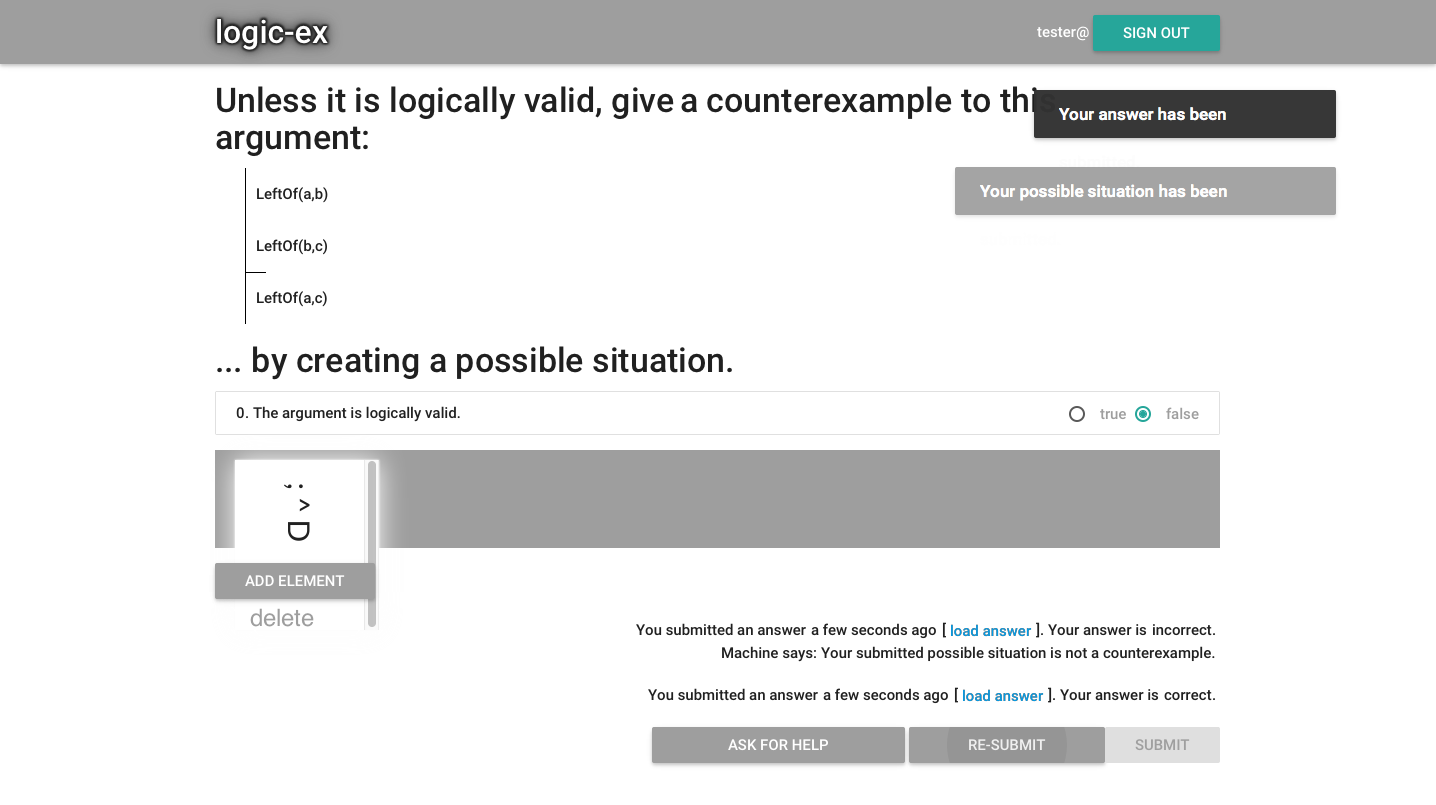 logic-ex
tester@
SIGN OUT
Unless it is logically valid, give a counterexample to this
argument:
Your answer has been
Your possible situation has been
LeftOf(a,b)
LeftOf(b,c)
LeftOf(a,c)
... by creating a possible situation.
0. The argument is logically valid.
true
false
ADD ELEMENT
delete
You submitted an answer a few seconds ago [ load answer ]. Your answer is incorrect.
Machine says: Your submitted possible situation is not a counterexample.
You submitted an answer a few seconds ago [ load answer ]. Your answer is correct.
ASK FOR HELP
RE-SUBMIT
SUBMIT